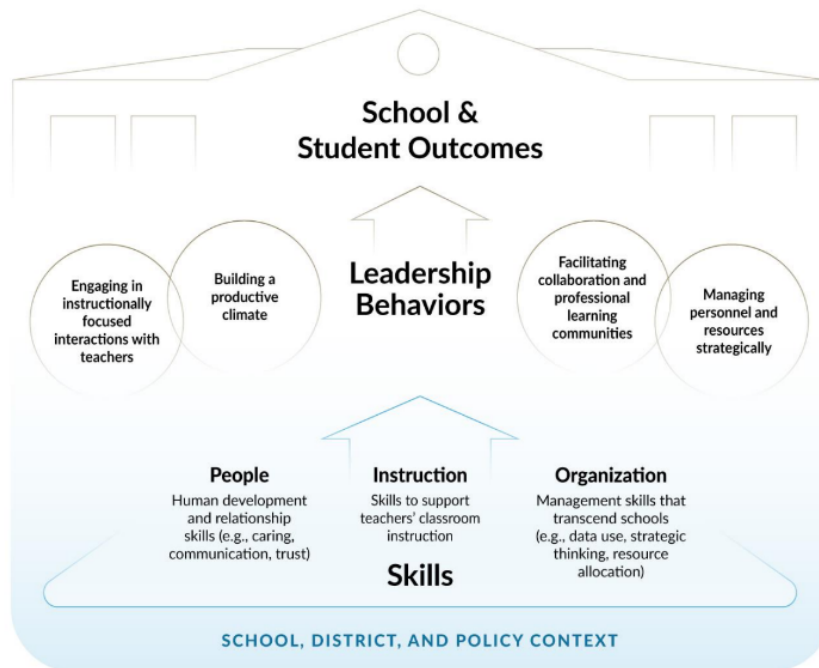 School &
Student Outcomes
Engaging in
instructionally
focused
interactions with
teachers
Building a
productive
climate
Leadership
Behaviors
Facilitating
collaboration and
professional
learning
communities
Managing
personnel and
resources
strategically
People
Human development
and relationship
skills (e.g., caring,
communication, trust)
Instruction
Skills to support
teachers' classroom
instruction
Organization
Management skills that
transcend schools
(e.g., data use, strategic
thinking, resource
allocation)
Skills
SCHOOL, DISTRICT, AND POLICY CONTEXT